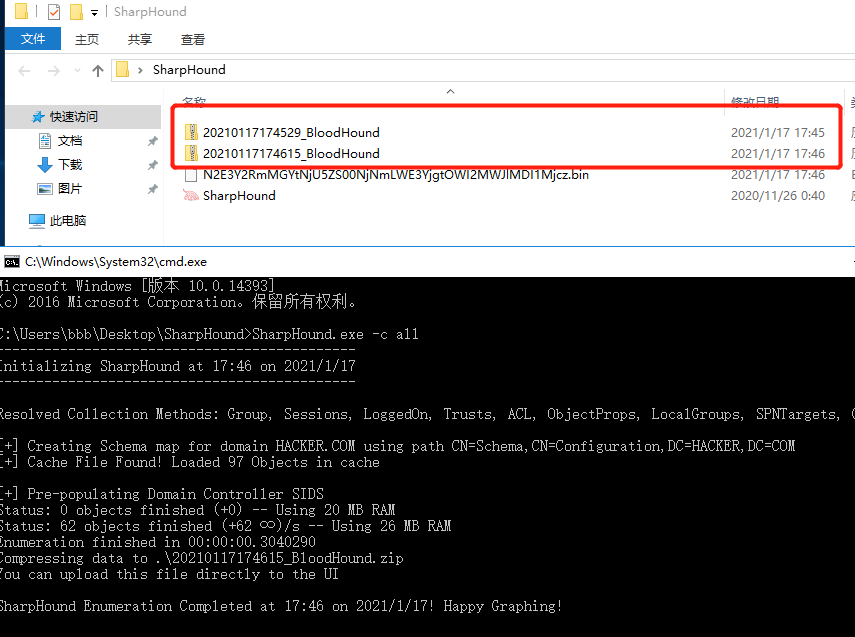 SharpHound
文件 主页 共享 查看
SharpHound
名称 修改日期
快速访问
20210117174529_BloodHound 2021/1/17 17:45
文档
20210117174615_BloodHound 2021/1/17 17:46
下载
N2E3Y2RmMGYtNjU5ZS00NjNmLWE3YjgtOWI2MWJlMDI1Mjcz.bin 2021/1/17 17:46
图片
SharpHound 2020/11/26 0:40
此电脑
C:\Windows\System32\cmd.exe
Microsoft Windows [版本 10.0.14393]
(c) 2016 Microsoft Corporation。保留所有权利。
C:\Users\bbb\Desktop\SharpHound>SharpHound.exe -c all
-----------------------------------------------
Initializing SharpHound at 17:46 on 2021/1/17
-----------------------------------------------
Resolved Collection Methods: Group, Sessions, LoggedOn, Trusts, ACL, ObjectProps, LocalGroups, SPNTargets,
[+] Creating Schema map for domain HACKER.COM using path CN=Schema,CN=Configuration,DC=HACKER,DC=COM
[+] Cache File Found! Loaded 97 Objects in cache
[+] Pre-populating Domain Controller SIDS
Status: 0 objects finished (+0) -- Using 20 MB RAM
Status: 62 objects finished (+62 ∞)/s -- Using 26 MB RAM
Enumeration finished in 00:00:00.3040290
Compressing data to .\20210117174615_BloodHound.zip
You can upload this file directly to the UI
SharpHound Enumeration Completed at 17:46 on 2021/1/17! Happy Graphing!